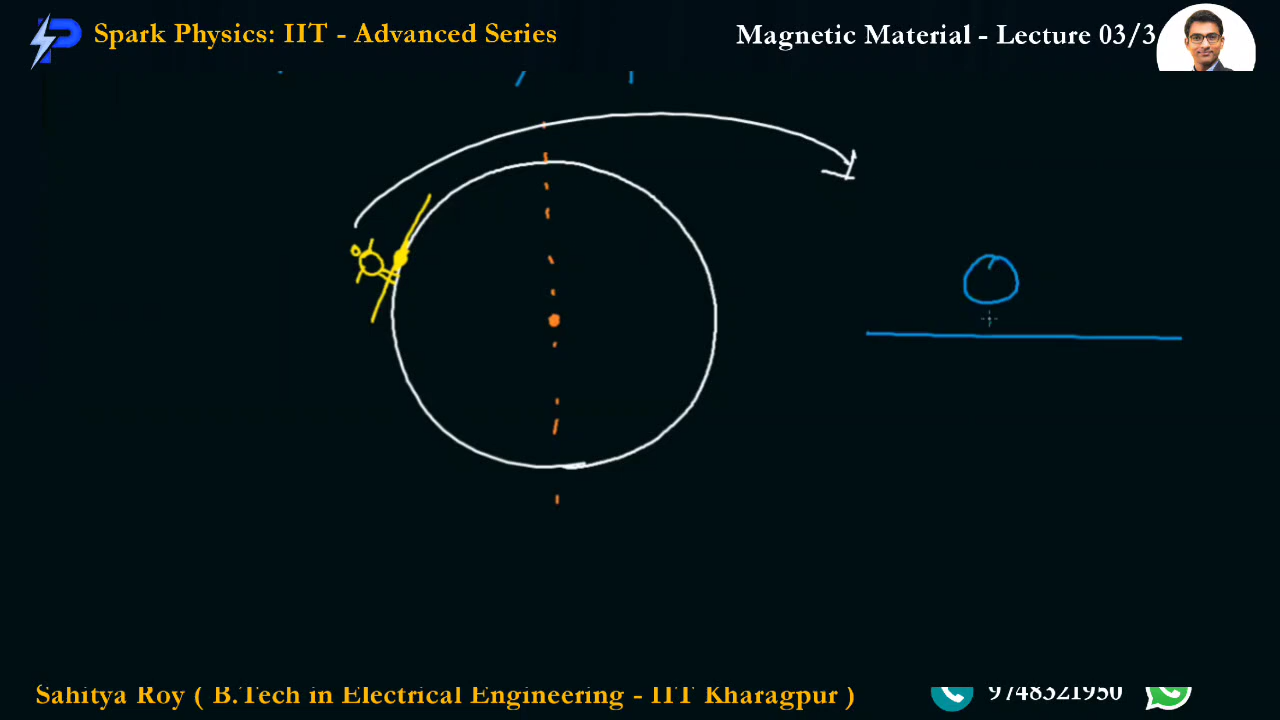 Spark Physics: IIT - Advanced Series
Magnetic Material - Lecture 03/3
Sahitya Roy ( B.Tech in Electrical Engineering - IIT Kharagpur )
9748321950